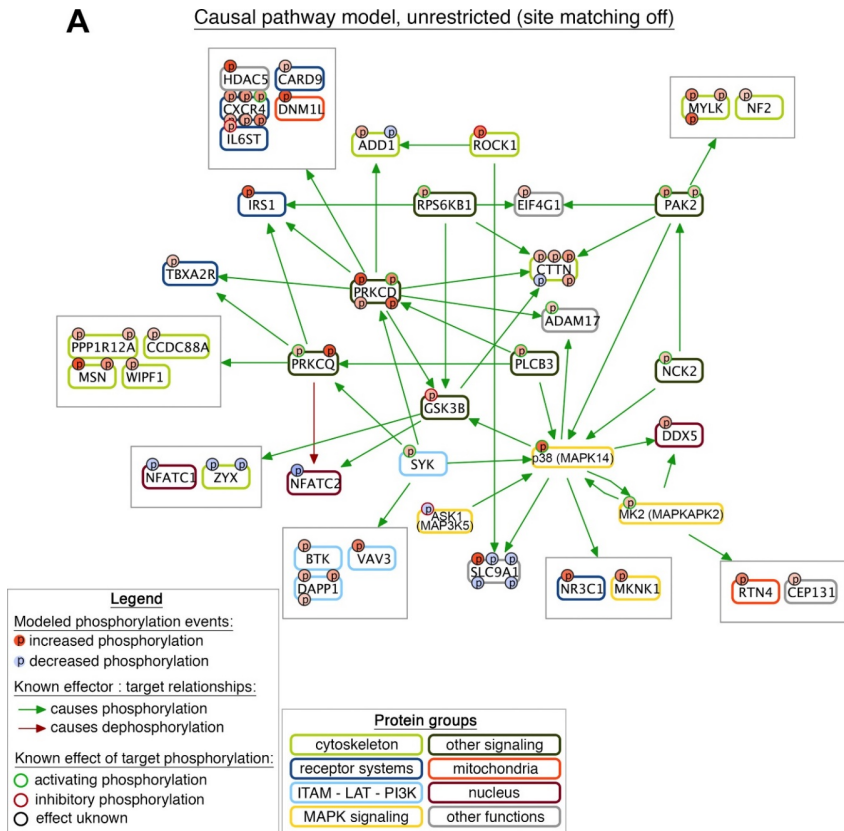 A
Causal pathway model, unrestricted (site matching off)
p
HDAC5
p
CARD9
p p p
CXCR4
p
DNM1L
p p p
IL6ST
p p
MYLK
p
p
NF2
p p
ADD1
p
ROCK1
p
IRS1
p
RPS6KB1
p
EIF4G1
p p
PAK2
p
TBXA2R
p p
PRKCD
p p
p p p
CTTN
p p
p
ADAM17
p p
PPP1R12A
p
CCDC88A
p p
MSN
p
WIPF1
p p
PRKCQ
p
PLCB3
p
NCK2
p
GSK3B
p
DDX5
p
NFATC1
p p
ZYX
p
NFATC2
p
SYK
p
p38 (MAPK14)
p
ASK1
(MAP3K5)
p
MK2 (MAPKAPK2)
p
BTK
p
VAV3
p p
DAPP1
p
p p p
SLC9A1
p p
p
NR3C1
p
MKNK1
p
RTN4
p
CEP131
Legend
Modeled phosphorylation events:
p increased phosphorylation
p decreased phosphorylation
Known effector : target relationships:
causes phosphorylation
causes dephosphorylation
Known effect of target phosphorylation:
activating phosphorylation
inhibitory phosphorylation
effect uknown
Protein groups
cytoskeleton
other signaling
receptor systems
mitochondria
ITAM - LAT - PI3K
nucleus
MAPK signaling
other functions